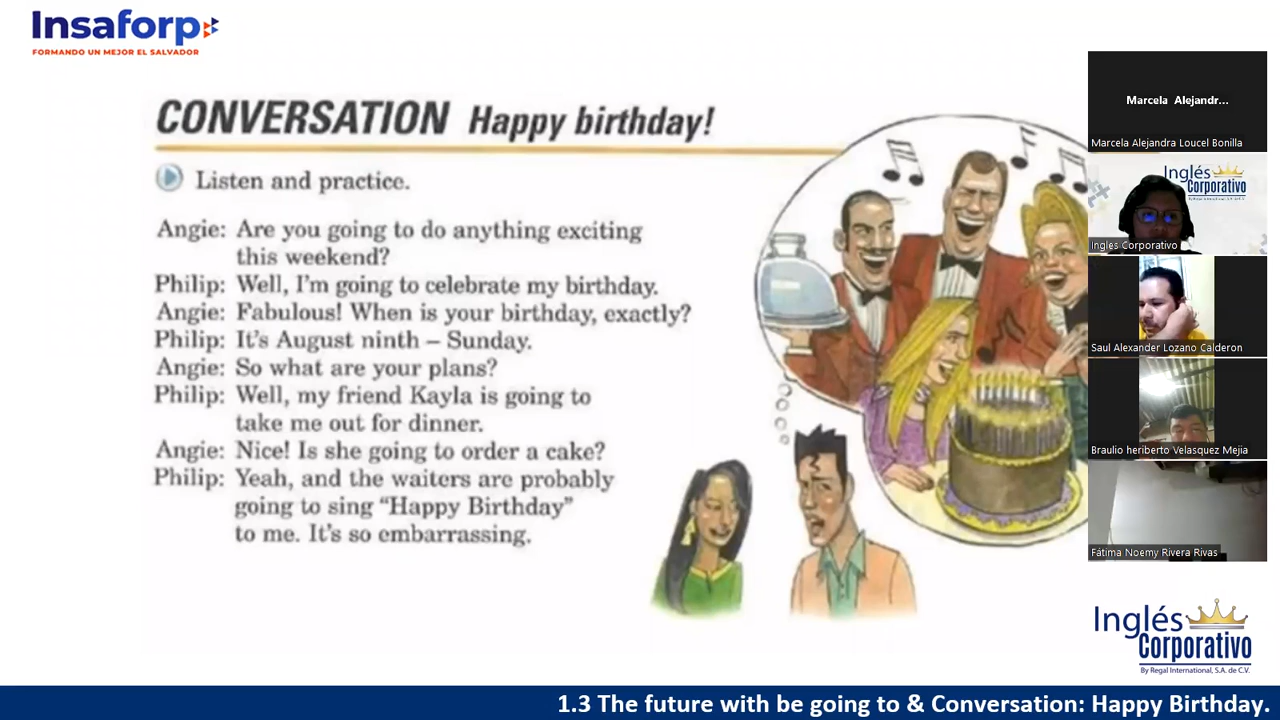 Insaforp
FORMANDO UN MEJOR EL SALVADOR
CONVERSATION Happy birthday!
Listen and practice.
Angie: Are you going to do anything exciting
this weekend?
Philip: Well, I'm going to celebrate my birthday.
Angie: Fabulous! When is your birthday, exactly?
Philip: It's August ninth – Sunday.
Angie: So what are your plans?
Philip: Well, my friend Kayla is going to
take me out for dinner.
Angie: Nice! Is she going to order a cake?
Philip: Yeah, and the waiters are probably
going to sing “Happy Birthday”
to me. It's so embarrassing.
Marcela Alejandr...
Marcela Alejandra Loucel Bonilla
Inglés
Corporativo
Ingles Corporativo
Saul Alexander Lozano Calderon
Braulio heriberto Velasquez Mejia
Fátima Noemy Rivera Rivas
Inglés
Corporativo
By Regal International, S.A. de C.V.
1.3 The future with be going to & Conversation: Happy Birthday.